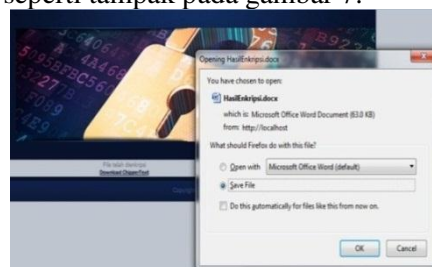 seperti tampak pada gambar 7.
Opening HasilEnkripsi.docx
You have chosen to open:
HasilEnkripsi.docx
which is: Microsoft Office Word Document (63.0 KB)
from: http://localhost
What should Firefox do with this file?
Open with Microsoft Office Word (default)
Save File
Do this automatically for files like this from now on.
OK Cancel
File telah dienkripsi
Download ChipperText